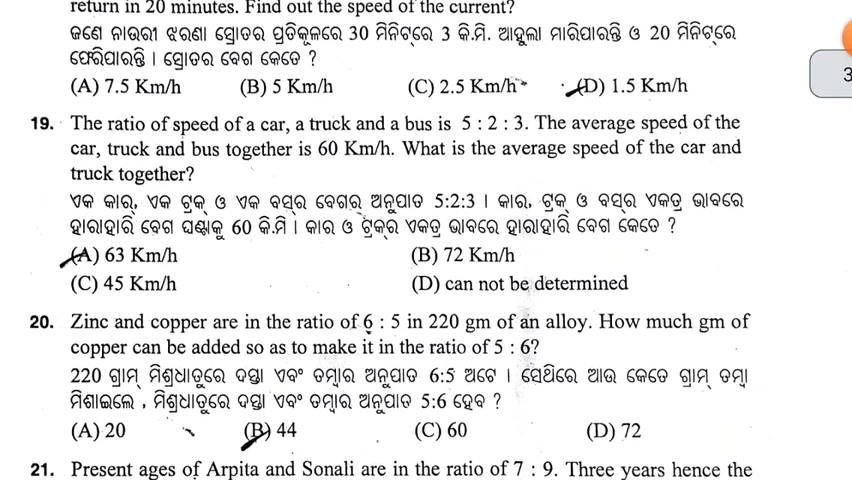 return in 20 minutes. Find out the speed of the current?
ଜଣେ ନାଉରୀ ଝରଣା ସ୍ରୋତର ପ୍ରତିକୂଳରେ 30 ମିନିଟ୍‌ରେ 3 କି.ମି. ଆହୁଲା ମାରିପାରନ୍ତି ଓ 20 ମିନିଟ୍‌ରେ
ଫେରିପାରନ୍ତି । ସ୍ରୋତର ବେଗ କେତେ ?
(A) 7.5 Km/h (B) 5 Km/h (C) 2.5 Km/h (D) 1.5 Km/h
19. The ratio of speed of a car, a truck and a bus is 5 : 2 : 3. The average speed of the
car, truck and bus together is 60 Km/h. What is the average speed of the car and
truck together?
ଏକ କାର୍, ଏକ ଟ୍ରକ୍ ଓ ଏକ ବସ୍‌ର ବେଗର୍ ଅନୁପାତ 5:2:3 । କାର, ଟ୍ରକ୍ ଓ ବସ୍‌ର ଏକତ୍ର ଭାବରେ
ହାରାହାରି ବେଗ ଘଣ୍ଟାକୁ 60 କି.ମି । କାର ଓ ଟ୍ରକ୍‌ର ଏକତ୍ର ଭାବରେ ହାରାହାରି ବେଗ କେତେ ?
(A) 63 Km/h (B) 72 Km/h
(C) 45 Km/h (D) can not be determined
20. Zinc and copper are in the ratio of 6 : 5 in 220 gm of an alloy. How much gm of
copper can be added so as to make it in the ratio of 5 : 6?
220 ଗ୍ରାମ୍ ମିଶ୍ରଧାତୁରେ ଦସ୍ତା ଏବଂ ତମ୍ବାର ଅନୁପାତ 6:5 ଅଟେ । ସେଥିରେ ଆଉ କେତେ ଗ୍ରାମ୍ ତମ୍ବା
ମିଶାଇଲେ , ମିଶ୍ରଧାତୁରେ ଦସ୍ତା ଏବଂ ତମ୍ବାର ଅନୁପାତ 5:6 ହେବ ?
(A) 20 (B) 44 (C) 60 (D) 72
21. Present ages of Arpita and Sonali are in the ratio of 7 : 9. Three years hence the